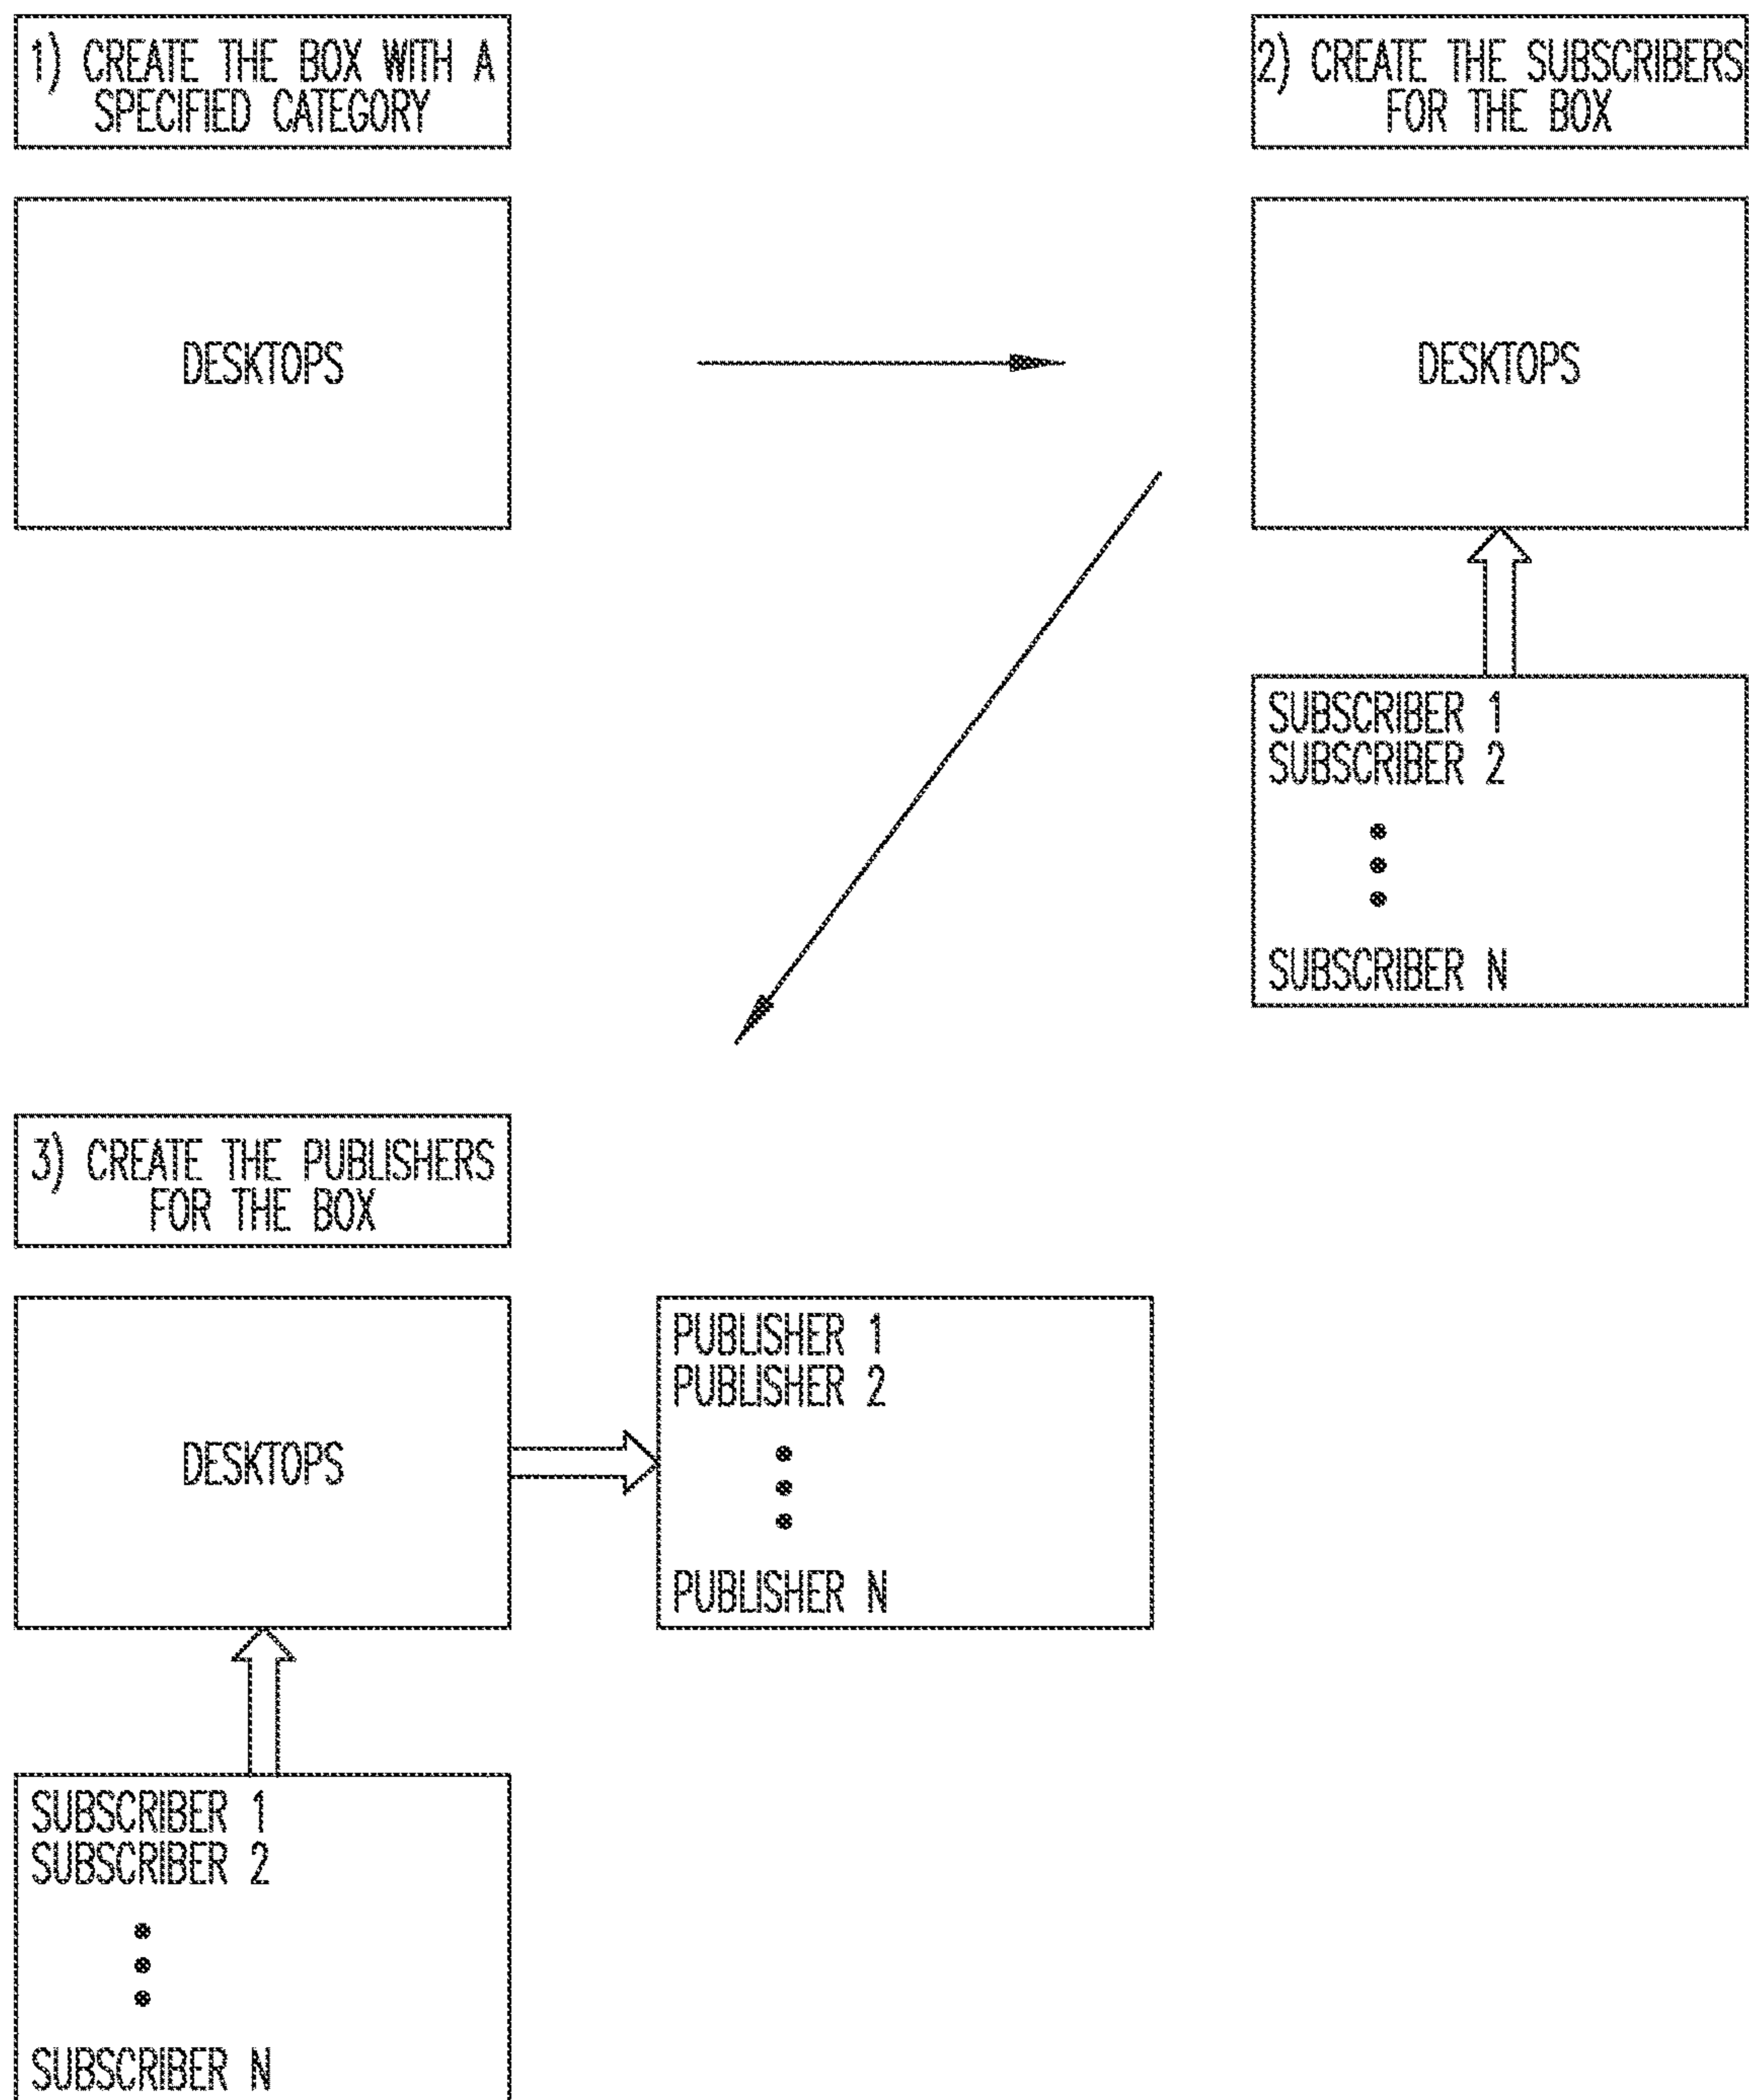 1) CREATE THE BOX WITH A
SPECIFIED CATEGORY
DESKTOPS
2) CREATE THE SUBSCRIBERS
FOR THE BOX
DESKTOPS
SUBSCRIBER 1
SUBSCRIBER 2
SUBSCRIBER N
3) CREATE THE PUBLISHERS
FOR THE BOX
DESKTOPS
PUBLISHER 1
PUBLISHER 2
PUBLISHER N
SUBSCRIBER 1
SUBSCRIBER 2
SUBSCRIBER N